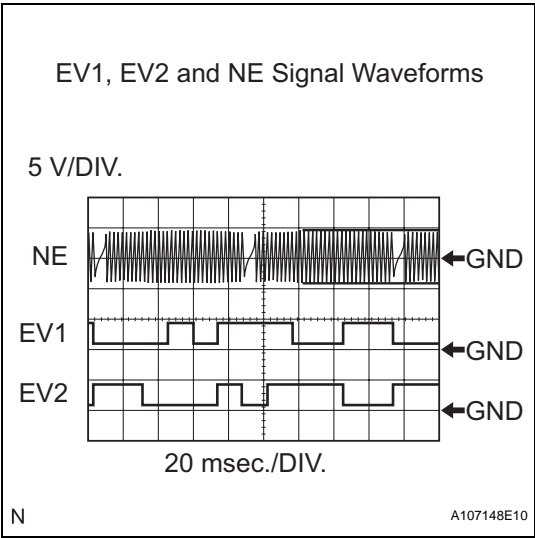 EV1, EV2 and NE Signal Waveforms
5 V/DIV.
NE
GND
EV1
GND
EV2
GND
20 msec./DIV.
N
A107148E10